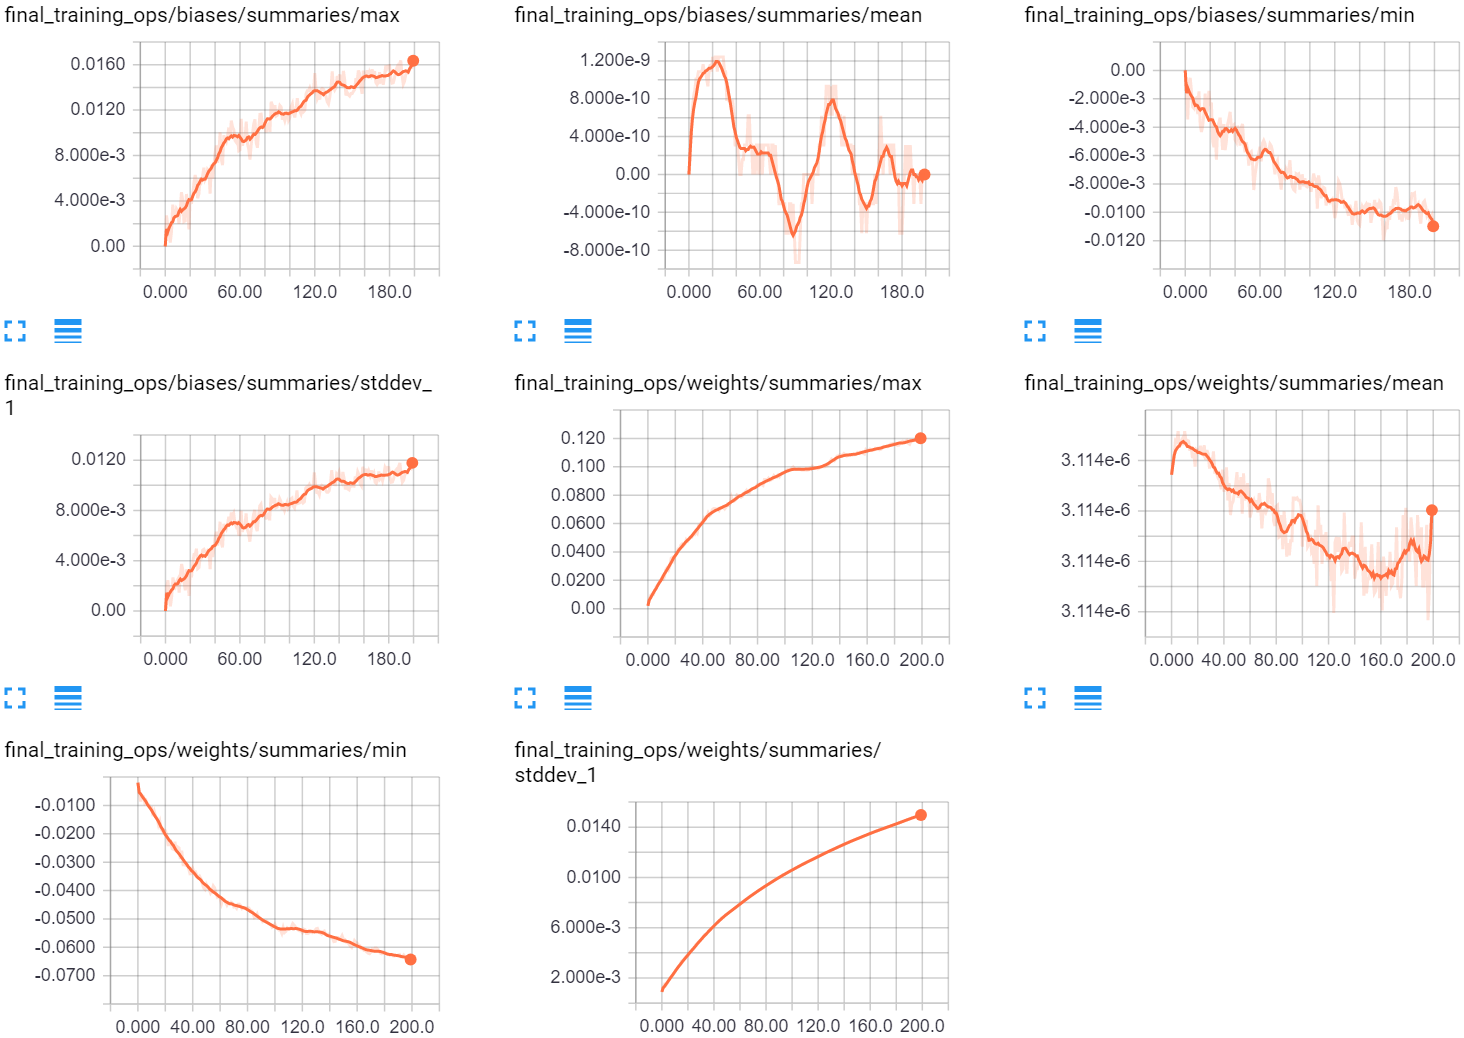 final_training_ops/biases/summaries/max
0.0160
0.0120
8.000e-3
4.000e-3
0.00
0.000 60.00 120.0 180.0
final_training_ops/biases/summaries/mean
1.200e-9
8.000e-10
4.000e-10
0.00
-4.000e-10
-8.000e-10
0.000 60.00 120.0 180.0
final_training_ops/biases/summaries/min
0.00
-2.000e-3
-4.000e-3
-6.000e-3
-8.000e-3
-0.0100
-0.0120
0.000 60.00 120.0 180.0
final_training_ops/biases/summaries/stddev_
1
0.0120
8.000e-3
4.000e-3
0.00
0.000 60.00 120.0 180.0
final_training_ops/weights/summaries/max
0.120
0.100
0.0800
0.0600
0.0400
0.0200
0.00
0.000 40.00 80.00 120.0 160.0 200.0
final_training_ops/weights/summaries/mean
3.114e-6
3.114e-6
3.114e-6
3.114e-6
0.000 40.00 80.00 120.0 160.0 200.0
final_training_ops/weights/summaries/min
-0.0100
-0.0200
-0.0300
-0.0400
-0.0500
-0.0600
-0.0700
0.000 40.00 80.00 120.0 160.0 200.0
final_training_ops/weights/summaries/
stddev_1
0.0140
0.0100
6.000e-3
2.000e-3
0.000 40.00 80.00 120.0 160.0 200.0